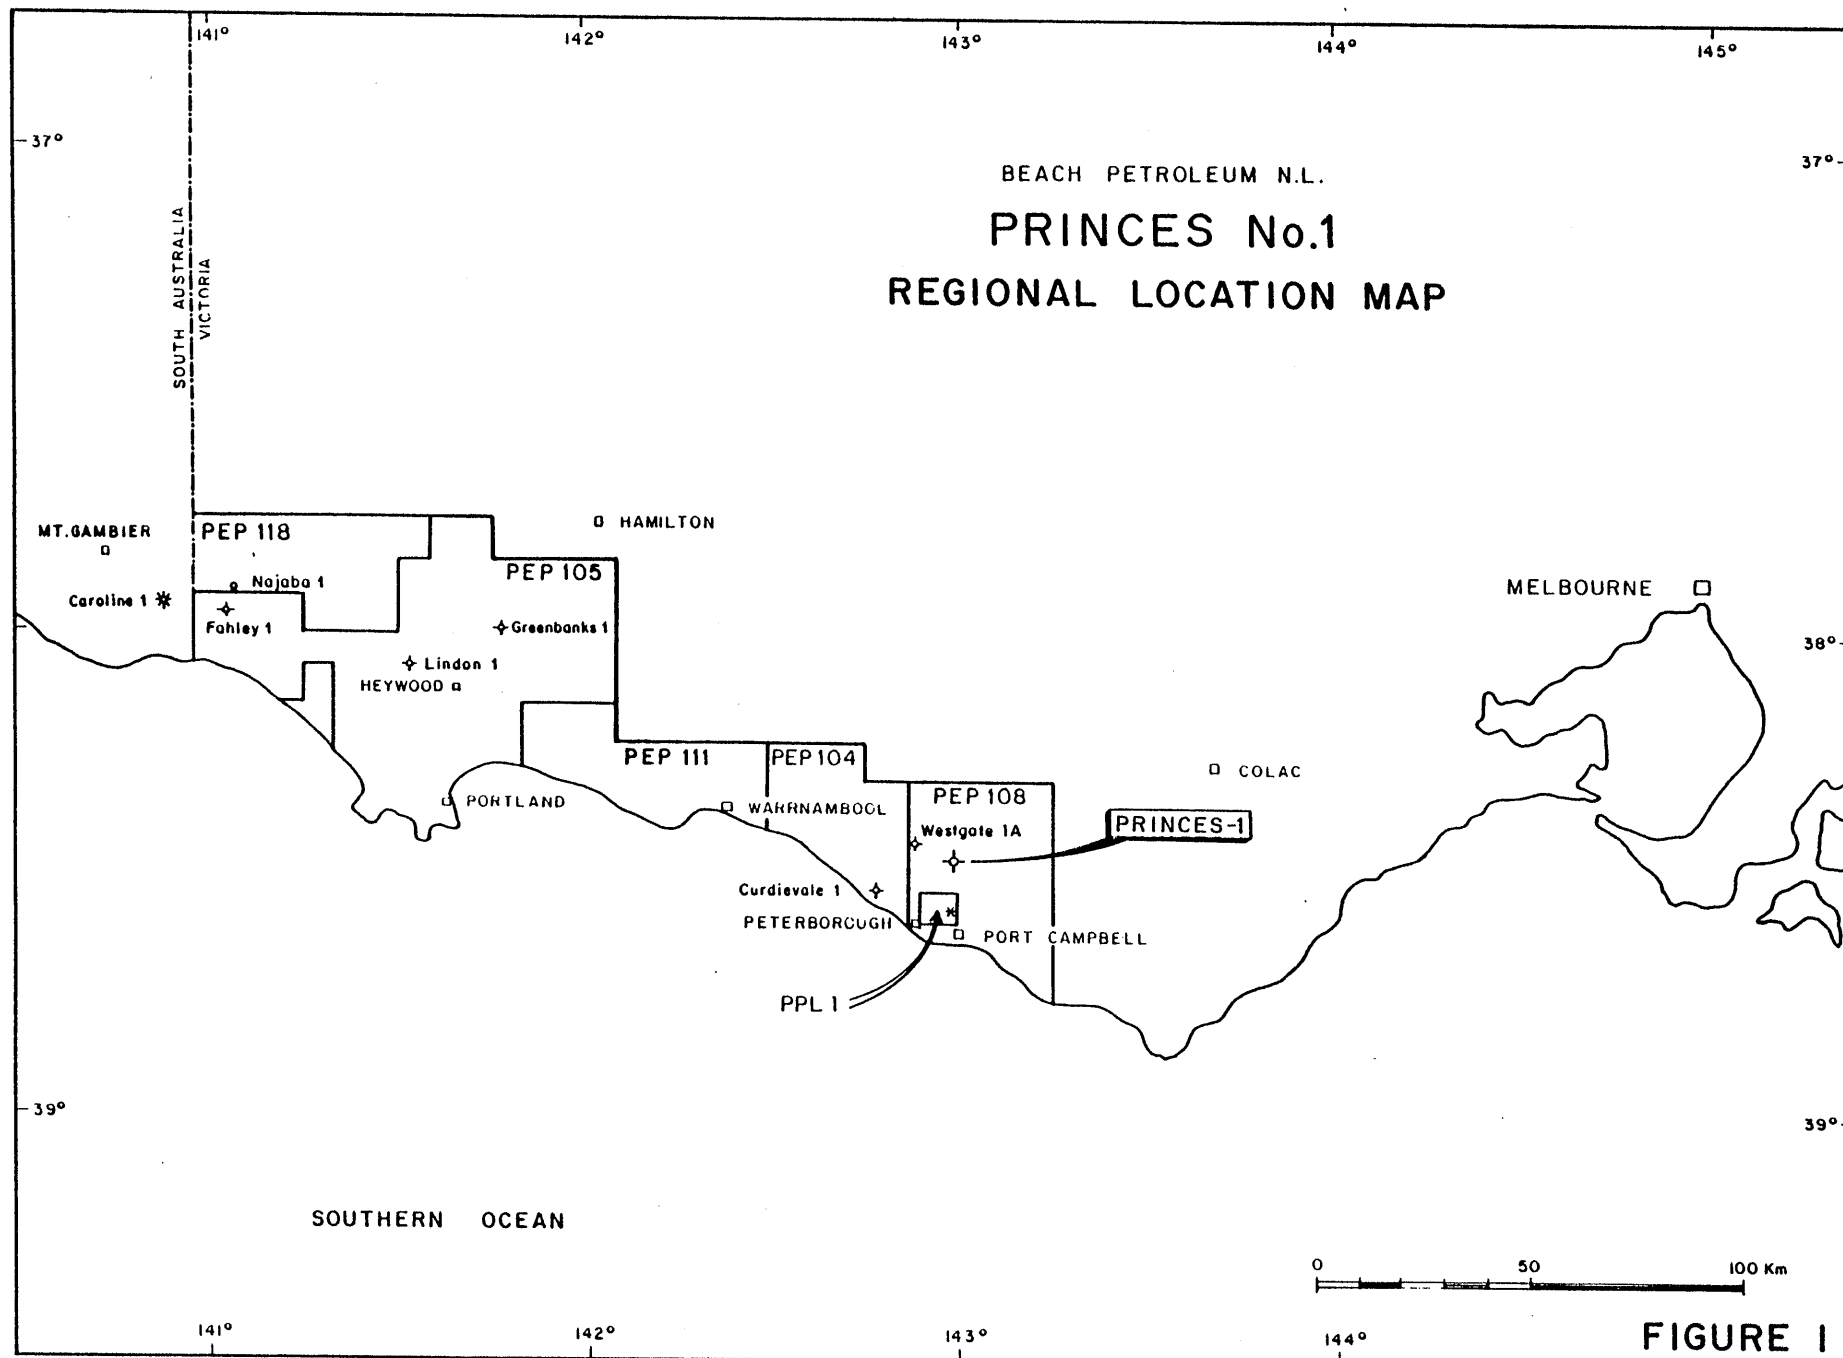 141° 142° 143° 144° 145°
37° 37°
BEACH PETROLEUM N.L.
PRINCES No.1
REGIONAL LOCATION MAP
SOUTH AUSTRALIA
VICTORIA
MT.GAMBIER
PEP 118
HAMILTON
PEP 105
Najaba 1
Caroline 1
Fahley 1
Greenbanks 1
MELBOURNE
38°
Lindon 1
HEYWOOD
PEP 111
PEP 104
COLAC
PEP 108
PORTLAND
WARRNAMBOOL
PRINCES-1
Westgate 1A
Curdievale 1
PETERBOROUGH
PORT CAMPBELL
PPL 1
39° 39°
SOUTHERN OCEAN
0 50 100 Km
141° 142° 143° 144°
FIGURE 1